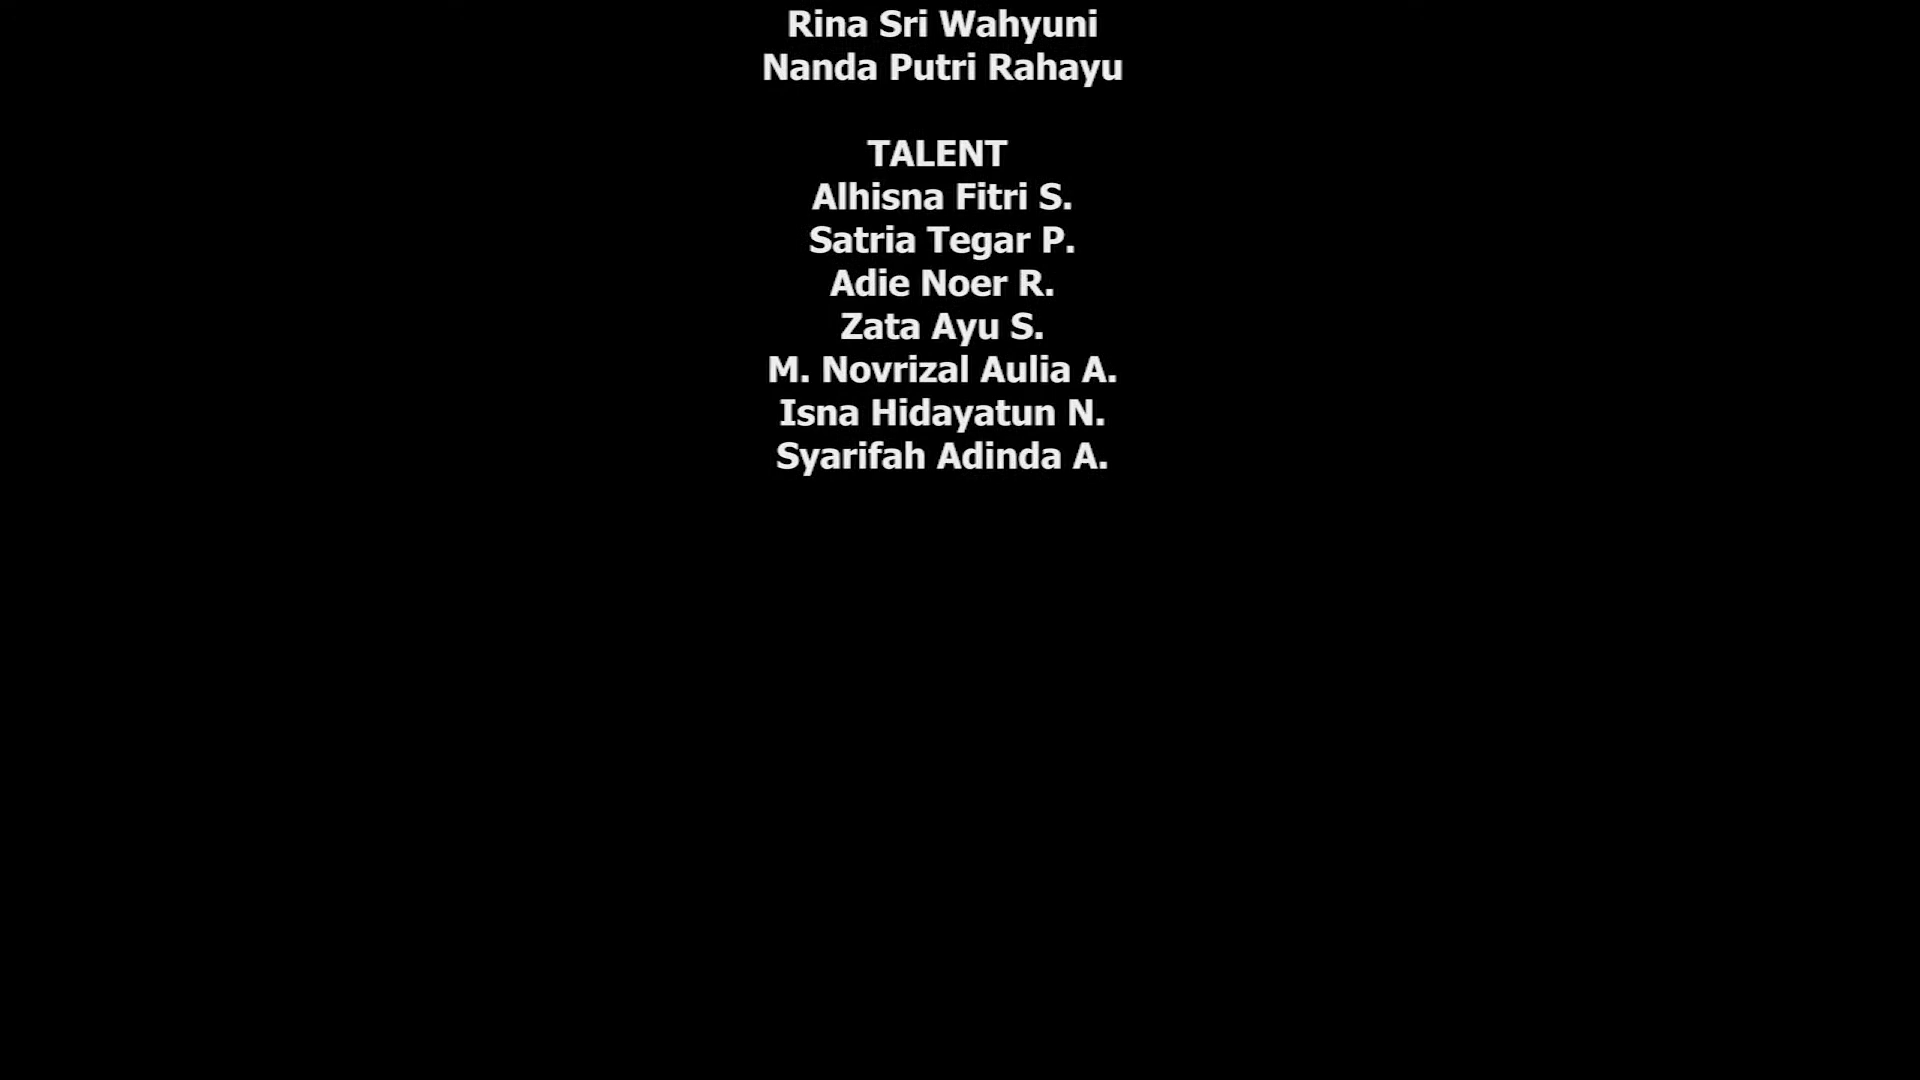 Rina Sri Wahyuni
Nanda Putri Rahayu
TALENT
Alhisna Fitri S.
Satria Tegar P.
Adie Noer R.
Zata Ayu S.
M. Novrizal Aulia A.
Isna Hidayatun N.
Syarifah Adinda A.